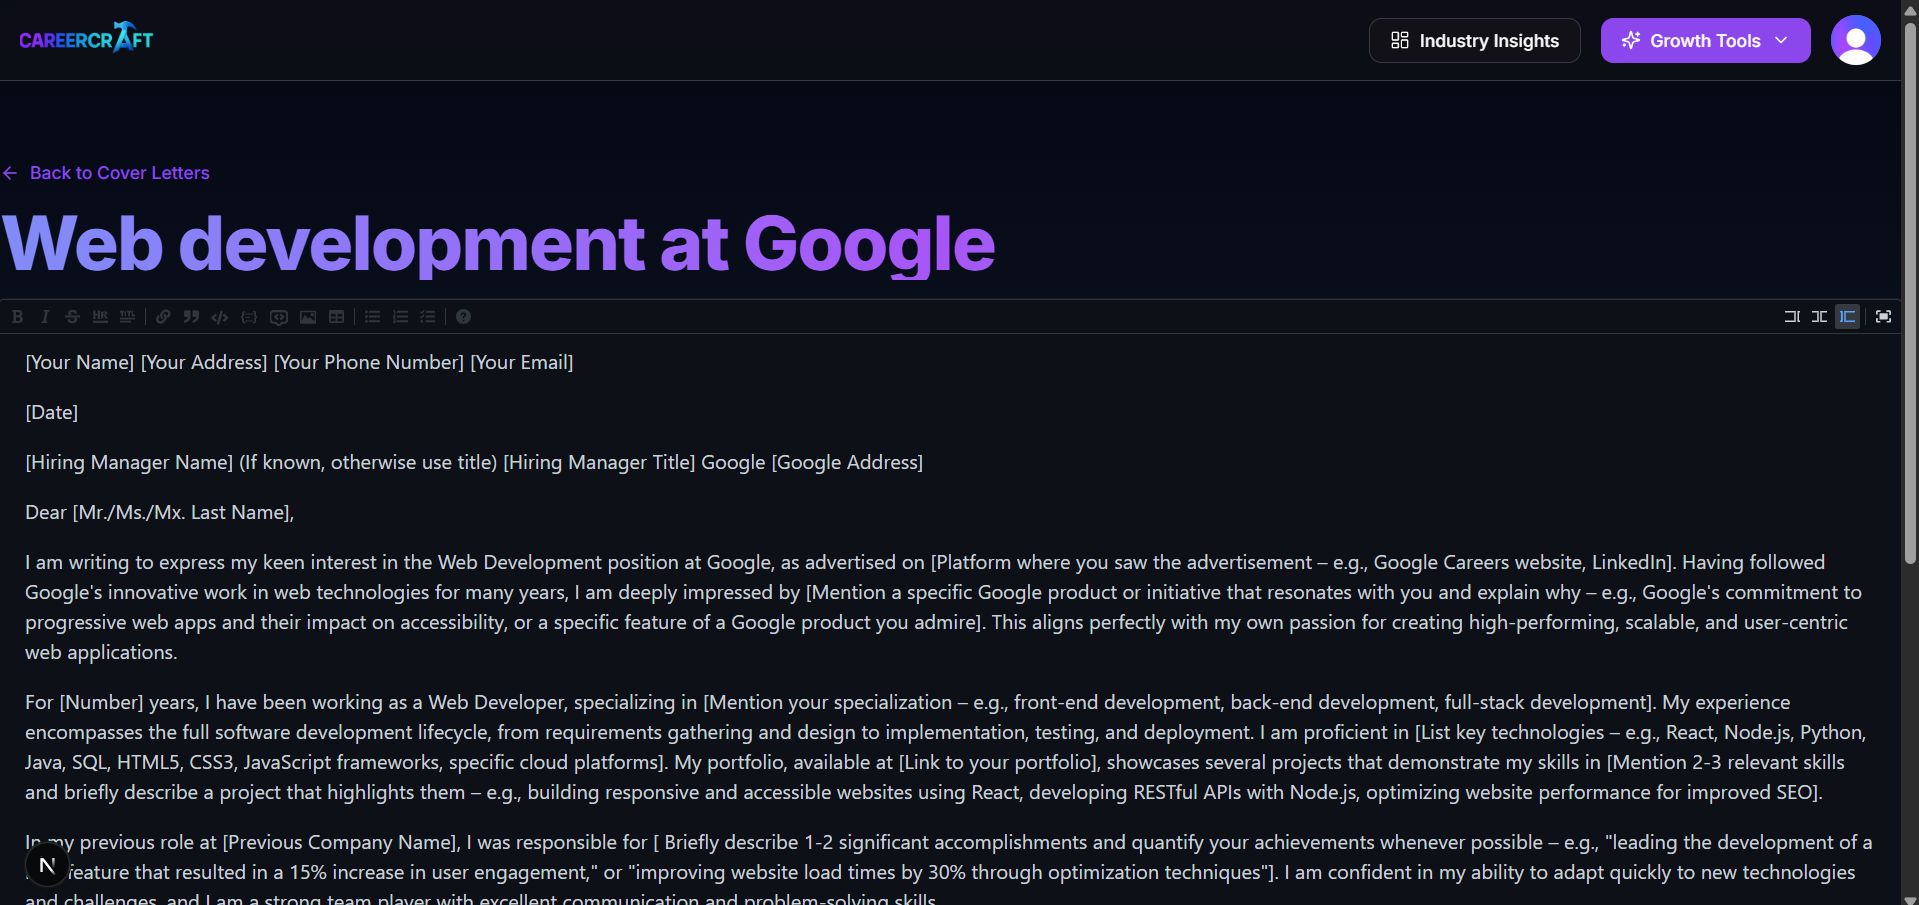 CAREERCRAFT
Industry Insights
Growth Tools
Back to Cover Letters
Web development at Google
[Your Name] [Your Address] [Your Phone Number] [Your Email]
[Date]
[Hiring Manager Name] (If known, otherwise use title) [Hiring Manager Title] Google [Google Address]
Dear [Mr./Ms./Mx. Last Name],
I am writing to express my keen interest in the Web Development position at Google, as advertised on [Platform where you saw the advertisement – e.g., Google Careers website, LinkedIn]. Having followed
Google's innovative work in web technologies for many years, I am deeply impressed by [Mention a specific Google product or initiative that resonates with you and explain why – e.g., Google's commitment to
progressive web apps and their impact on accessibility, or a specific feature of a Google product you admire]. This aligns perfectly with my own passion for creating high-performing, scalable, and user-centric
web applications.
For [Number] years, I have been working as a Web Developer, specializing in [Mention your specialization – e.g., front-end development, back-end development, full-stack development]. My experience
encompasses the full software development lifecycle, from requirements gathering and design to implementation, testing, and deployment. I am proficient in [List key technologies – e.g., React, Node.js, Python,
Java, SQL, HTML5, CSS3, JavaScript frameworks, specific cloud platforms]. My portfolio, available at [Link to your portfolio], showcases several projects that demonstrate my skills in [Mention 2-3 relevant skills
and briefly describe a project that highlights them – e.g., building responsive and accessible websites using React, developing RESTful APIs with Node.js, optimizing website performance for improved SEO].
In my previous role at [Previous Company Name], I was responsible for [ Briefly describe 1-2 significant accomplishments and quantify your achievements whenever possible – e.g., "leading the development of a
feature that resulted in a 15% increase in user engagement," or "improving website load times by 30% through optimization techniques"]. I am confident in my ability to adapt quickly to new technologies
and challenges, and I am a strong team player with excellent communication and problem-solving skills.
N